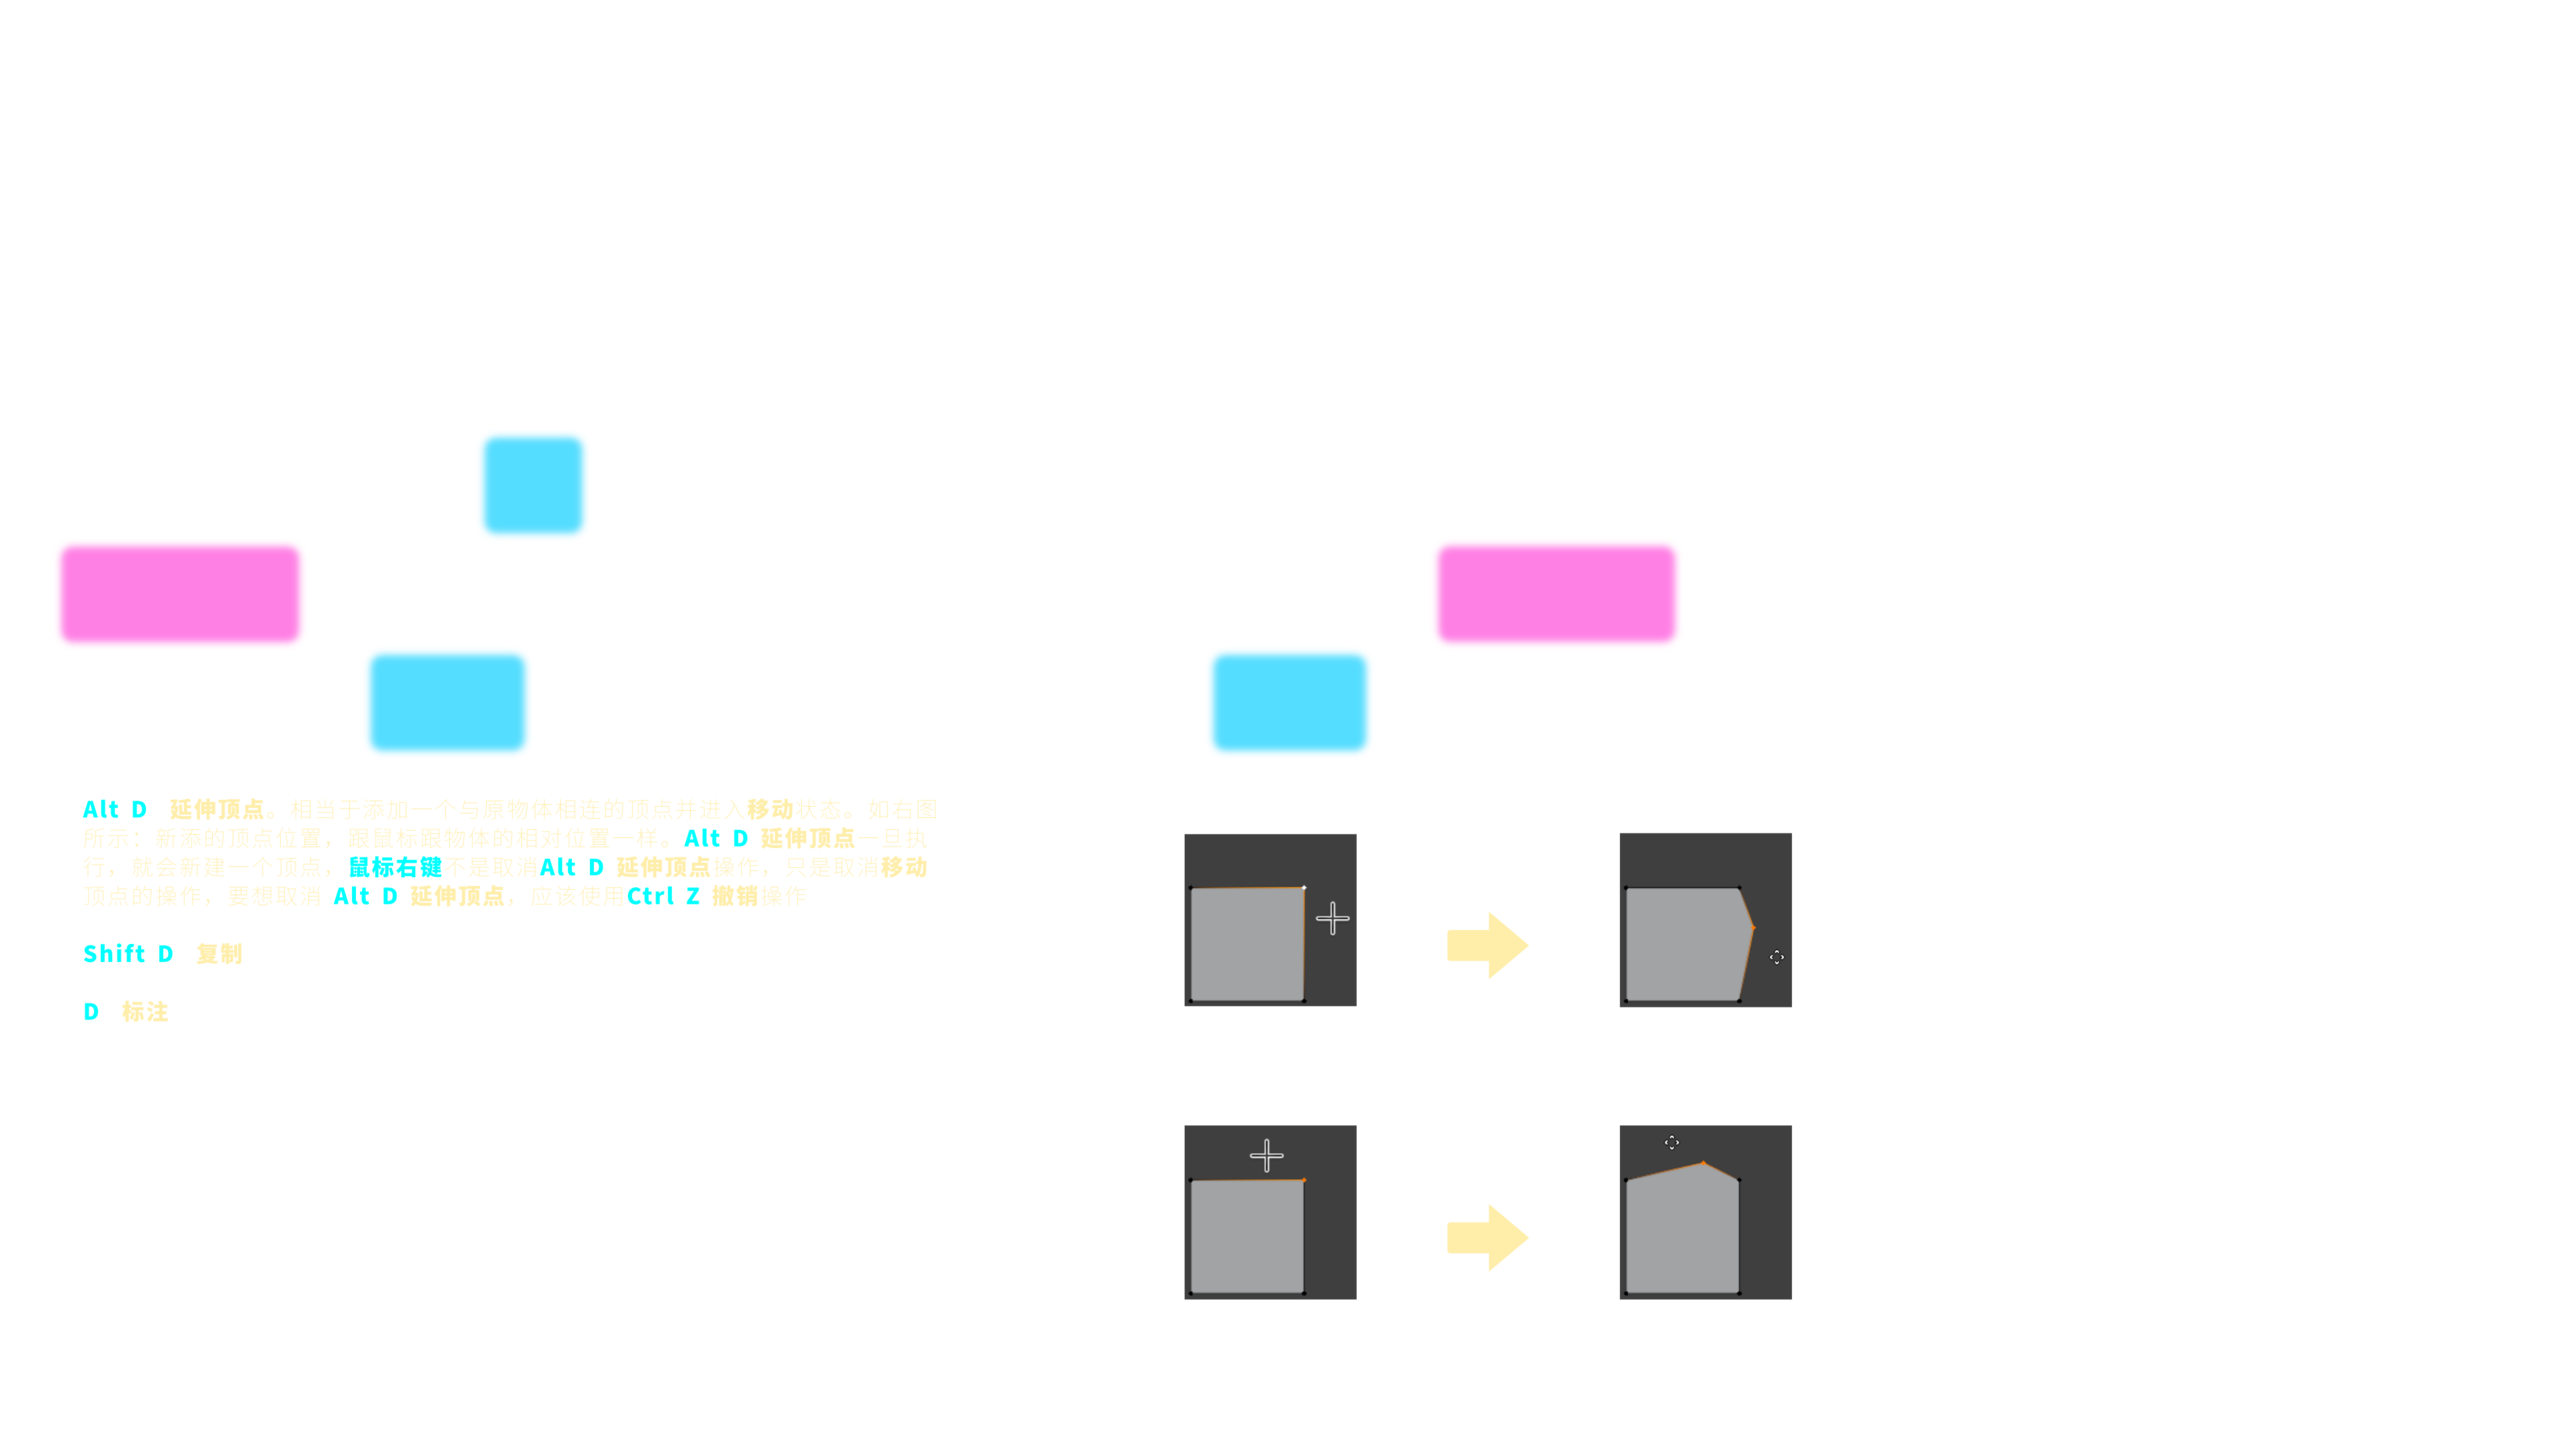 Alt D 延伸顶点。相当于添加一个与原物体相连的顶点并进入移动状态。如右图
所示：新添的顶点位置，跟鼠标跟物体的相对位置一样。Alt D 延伸顶点一旦执
行，就会新建一个顶点，鼠标右键不是取消Alt D 延伸顶点操作，只是取消移动
顶点的操作，要想取消 Alt D 延伸顶点，应该使用Ctrl Z 撤销操作
Shift D 复制
D 标注